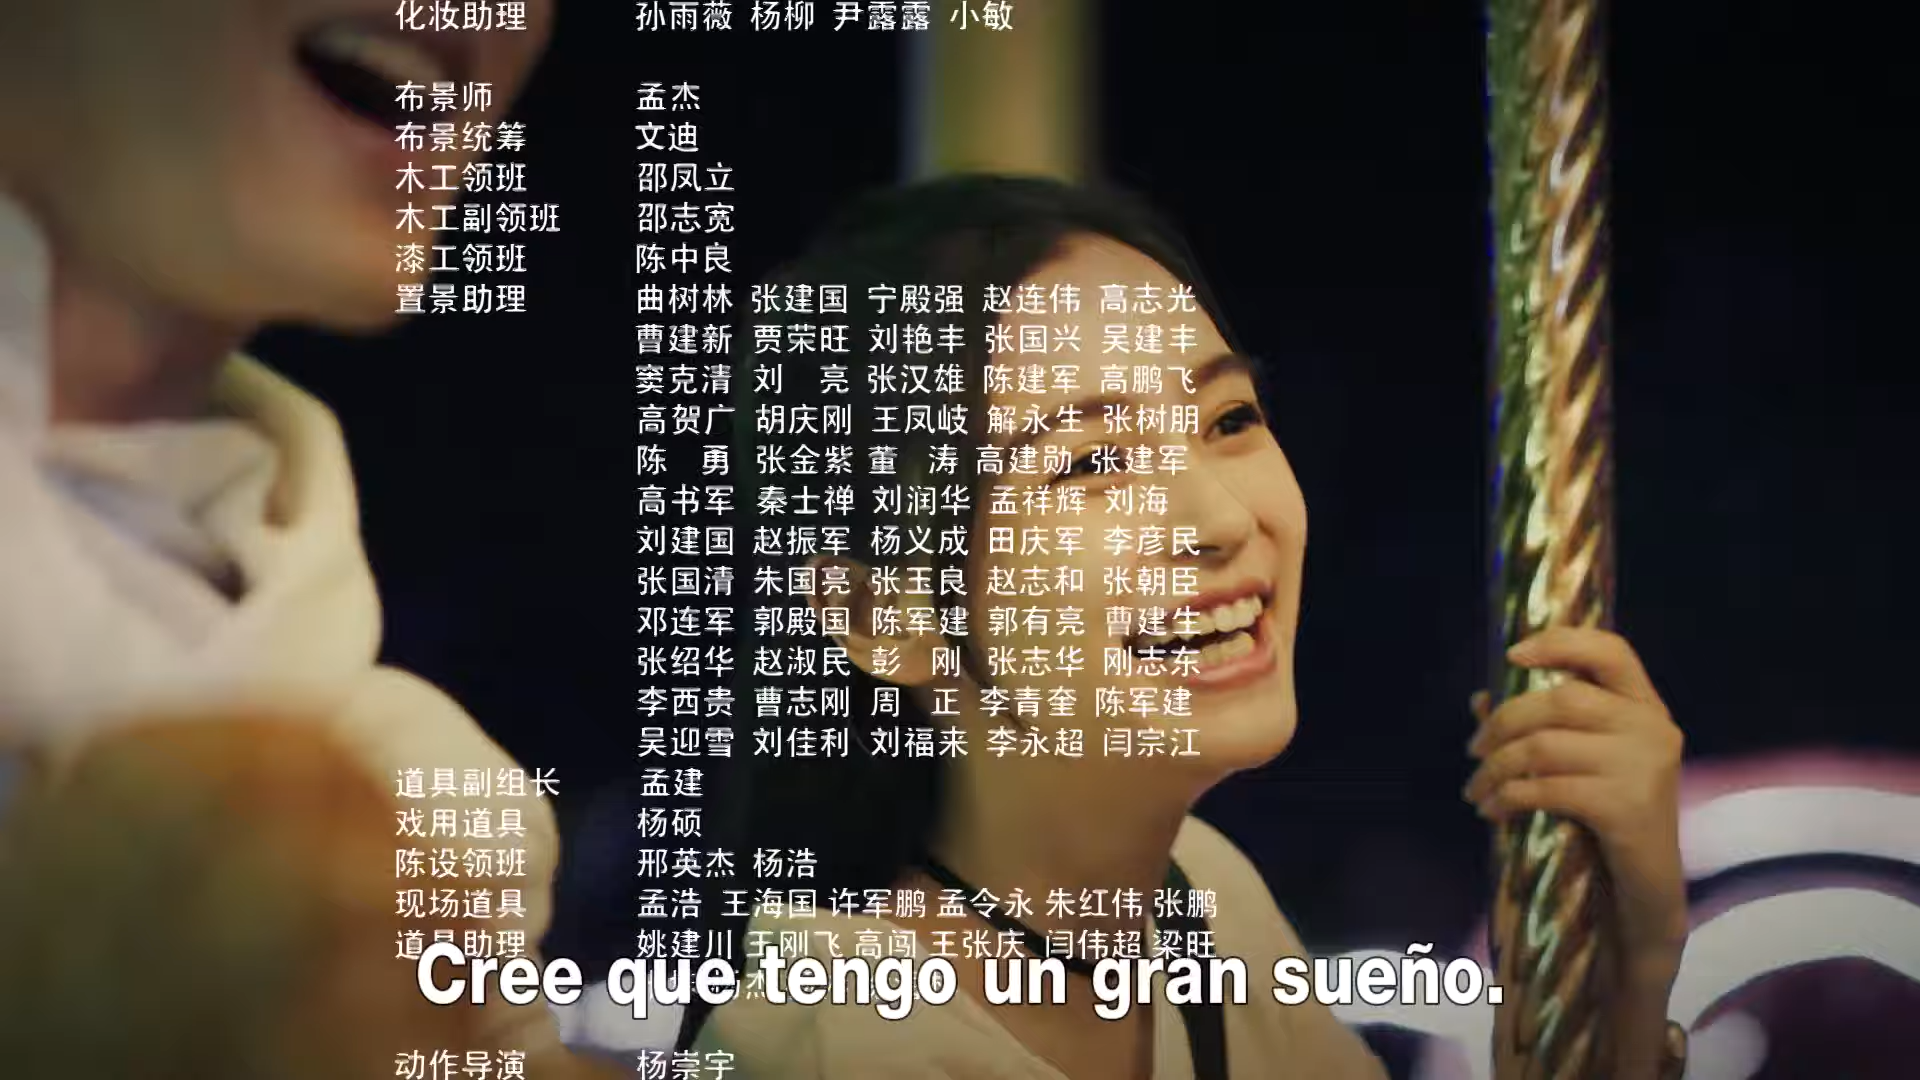 化妆助理 孙雨薇 杨柳 尹露露 小敏
布景师 孟杰
布景统筹 文迪
木工领班 邵凤立
木工副领班 邵志宽
漆工领班 陈中良
置景助理 曲树林 张建国 宁殿强 赵连伟 高志光
曹建新 贾荣旺 刘艳丰 张国兴 吴建丰
窦克清 刘 亮 张汉雄 陈建军 高鹏飞
高贺广 胡庆刚 王凤岐 解永生 张树朋
陈 勇 张金紫 董 涛 高建勋 张建军
高书军 秦士禅 刘润华 孟祥辉 刘海
刘建国 赵振军 杨义成 田庆军 李彦民
张国清 朱国亮 张玉良 赵志和 张朝臣
邓连军 郭殿国 陈军建 郭有亮 曹建生
张绍华 赵淑民 彭 刚 张志华 刚志东
李西贵 曹志刚 周 正 李青奎 陈军建
吴迎雪 刘佳利 刘福来 李永超 闫宗江
道具副组长 孟建
戏用道具 杨硕
陈设领班 邢英杰 杨浩
现场道具 孟浩 王海国 许军鹏 孟令永 朱红伟 张鹏
道具助理 姚建川 王刚飞 高闯 王张庆 闫伟超 梁旺
Cree que tengo un gran sueño.
动作导演 杨崇宇